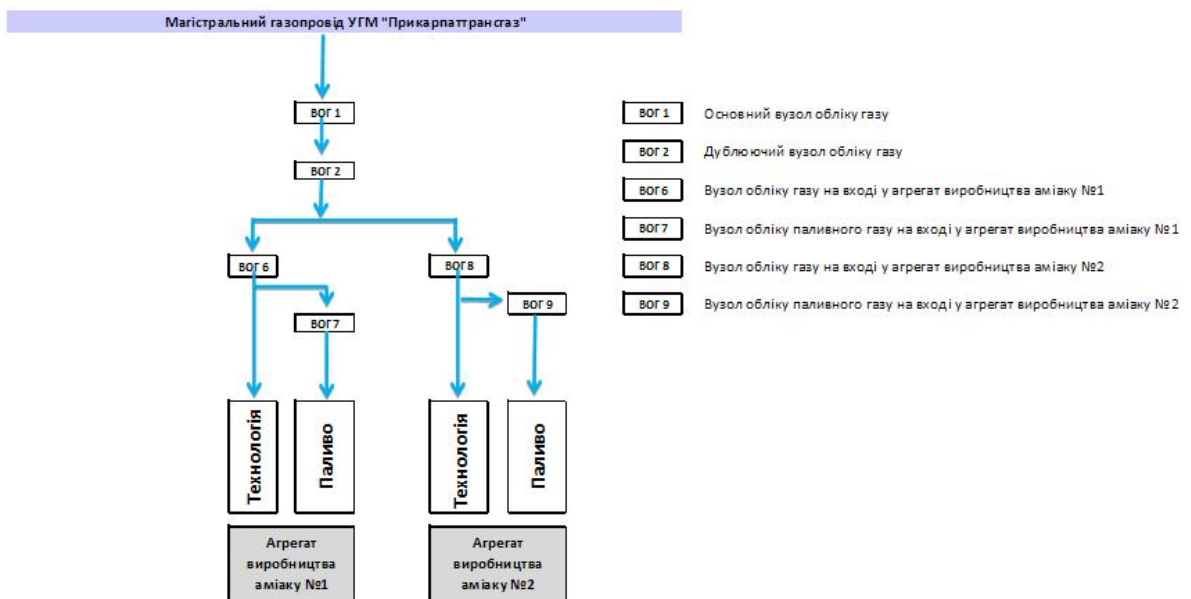 Магістральний газопровід УГМ "Прикарпаттрансгаз"
ВОГ 1
ВОГ 2
ВОГ 6
ВОГ 8
ВОГ 7
ВОГ 9
Технологія
Паливо
Технологія
Паливо
Агрегат
виробництва
аміаку №1
Агрегат
виробництва
аміаку №2
ВОГ 1 Основний вузол обліку газу
ВОГ 2 Дублюючий вузол обліку газу
ВОГ 6 Вузол обліку газу на вході у агрегат виробництва аміаку №1
ВОГ 7 Вузол обліку паливного газу на вході у агрегат виробництва аміаку №1
ВОГ 8 Вузол обліку газу на вході у агрегат виробництва аміаку №2
ВОГ 9 Вузол обліку паливного газу на вході у агрегат виробництва аміаку №2